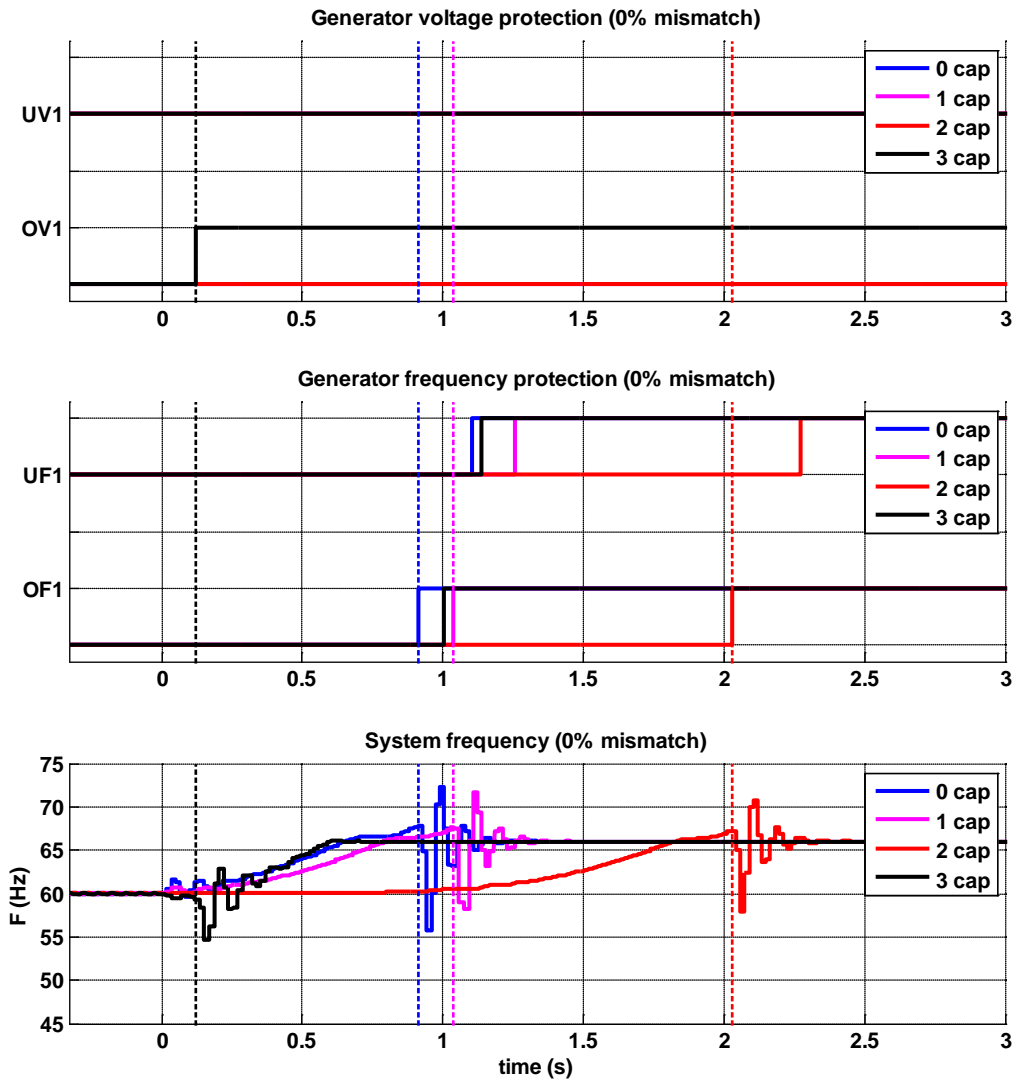 Generator voltage protection (0% mismatch)
UV1
OV1
0 cap
1 cap
2 cap
3 cap
0 0.5 1 1.5 2 2.5 3
Generator frequency protection (0% mismatch)
UF1
OF1
0 cap
1 cap
2 cap
3 cap
0 0.5 1 1.5 2 2.5 3
System frequency (0% mismatch)
75
70
65
60
55
50
45
F (Hz)
0 cap
1 cap
2 cap
3 cap
0 0.5 1 1.5 2 2.5 3
time (s)